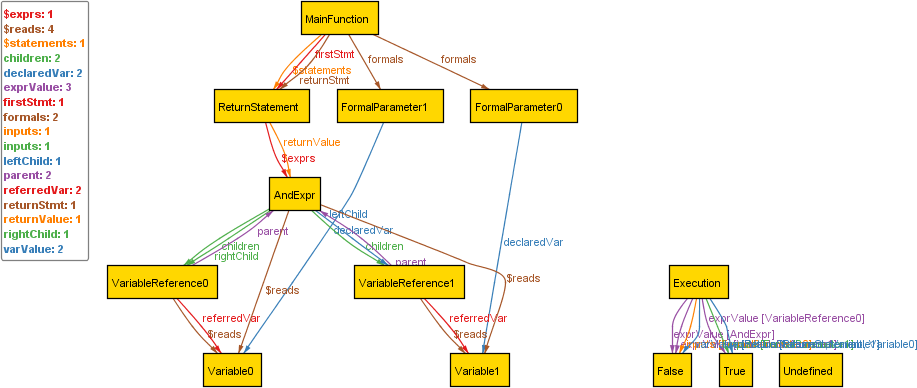 $exprs: 1
$reads: 4
$statements: 1
children: 2
declaredVar: 2
exprValue: 3
firstStmt: 1
formals: 2
inputs: 1
inputs: 1
leftChild: 1
parent: 2
referredVar: 2
returnStmt: 1
returnValue: 1
rightChild: 1
varValue: 2
MainFunction
firstStmt
formals
formals
$statements
returnStmt
ReturnStatement
FormalParameter1
FormalParameter0
returnValue
$exprs
AndExpr
leftChild
parent
declaredVar
declaredVar
children
children
rightChild
parent
VariableReference0
$reads
$reads
VariableReference1
Execution
referredVar
referredVar
exprValue [VariableReference0]
$reads
$reads
exprValue [AndExpr]
Variable0
Variable1
False
True
Undefined